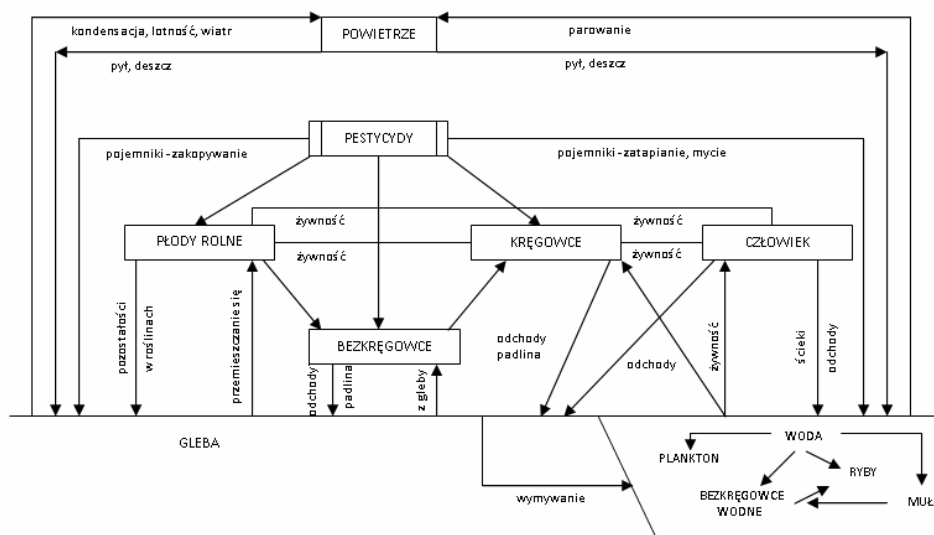 kondensacja, lotność, wiatr
POWIETRZE
parowanie
pył, deszcz
pył, deszcz
PESTYCYDY
pojemniki-zakopywanie
pojemniki-zatapianie, mycie
żywność
żywność
PŁODY ROLNE
KRĘGOWCE
CZŁOWIEK
żywność
żywność
pozostałości
w roślinach
przemieszczanie się
BEZKRĘGOWCE
odchody
padlina
z gleby
odchody
padlina
odchody
żywność
ścieki
odchody
GLEBA
WODA
PLANKTON
RYBY
wymywanie
BEZKRĘGOWCE
WODNE
MUŁ